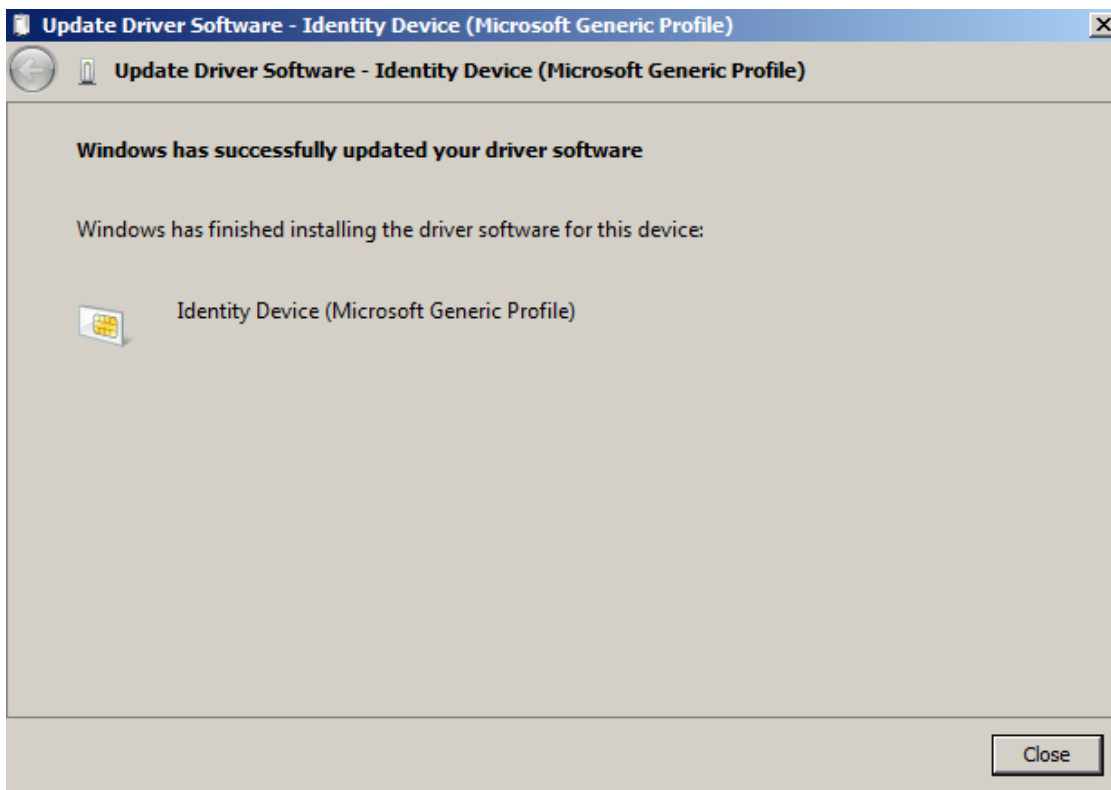 Update Driver Software - Identity Device (Microsoft Generic Profile)
Update Driver Software - Identity Device (Microsoft Generic Profile)
Windows has successfully updated your driver software
Windows has finished installing the driver software for this device:
Identity Device (Microsoft Generic Profile)
Close